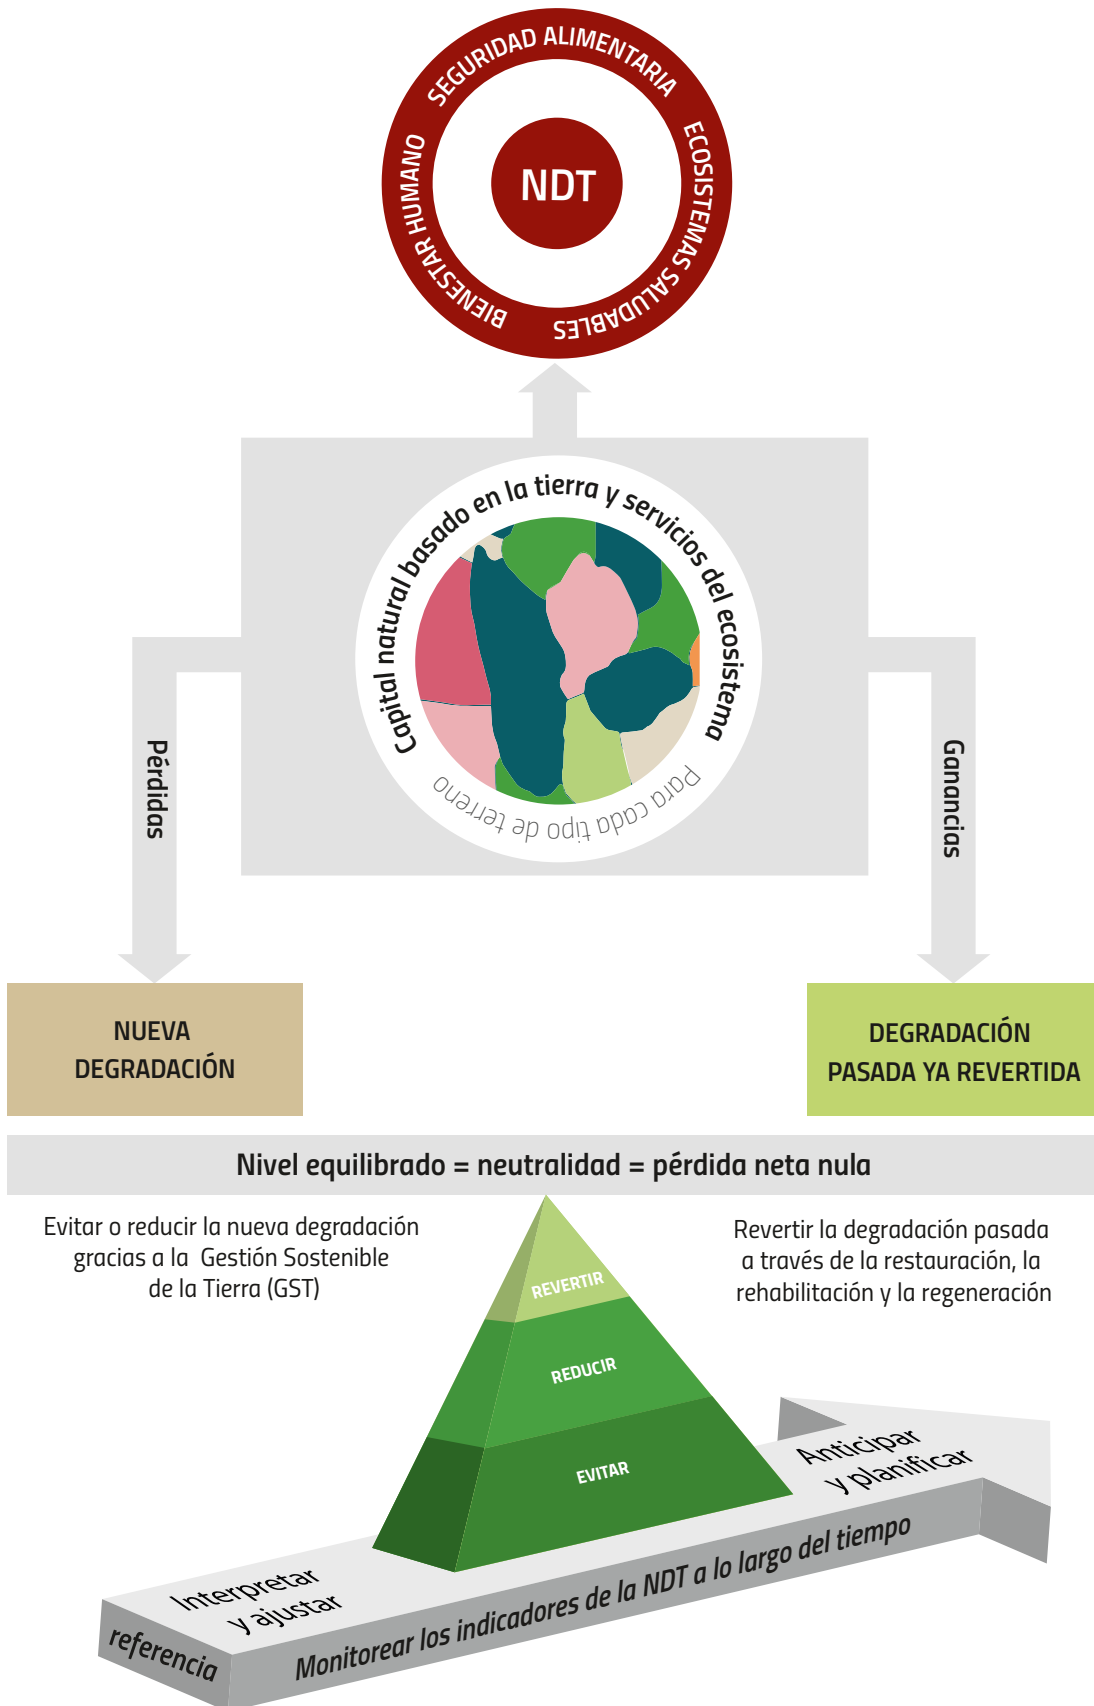 SEGURIDAD ALIMENTARIA
ECOSISTEMAS SALUDABLES
BIENESTAR HUMANO
NDT
Capital natural basado en la tierra y servicios del ecosistema
Para cada tipo de terreno
Pérdidas
Ganancias
NUEVA
DEGRADACIÓN
DEGRADACIÓN
PASADA YA REVERTIDA
Nivel equilibrado = neutralidad = pérdida neta nula
Evitar o reducir la nueva degradación
gracias a la Gestión Sostenible
de la Tierra (GST)
Revertir la degradación pasada
a través de la restauración, la
rehabilitación y la regeneración
REVERTIR
REDUCIR
EVITAR
Anticipar
y planificar
Interpretar
y ajustar
referencia
Monitorear los indicadores de la NDT a lo largo del tiempo